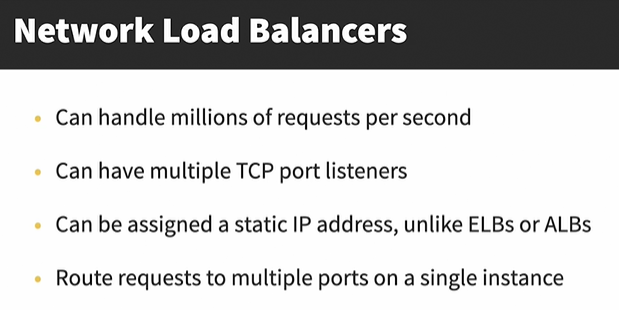 Network Load Balancers
• Can handle millions of requests per second
• Can have multiple TCP port listeners
• Can be assigned a static IP address, unlike ELBs or ALBs
• Route requests to multiple ports on a single instance